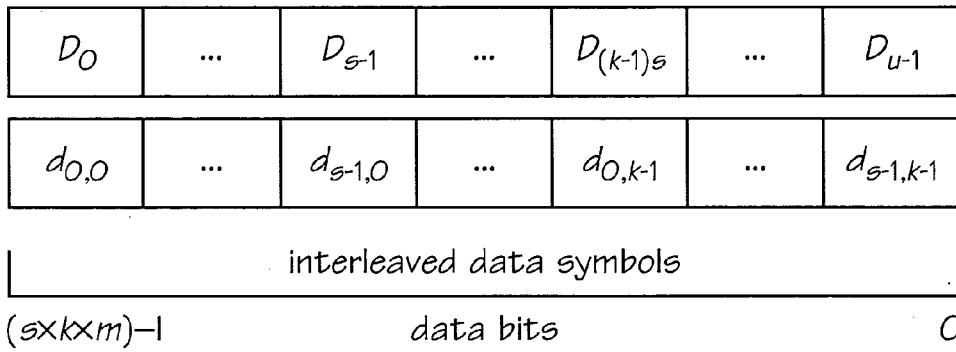 D₀ ... Dₛ₋₁ ... D₍ₖ₋₁₎ₛ ... Dᵤ₋₁
d₀,₀ ... dₛ₋₁,₀ ... d₀,ₖ₋₁ ... dₛ₋₁,ₖ₋₁
interleaved data symbols
(s×k×m)–1 data bits 0